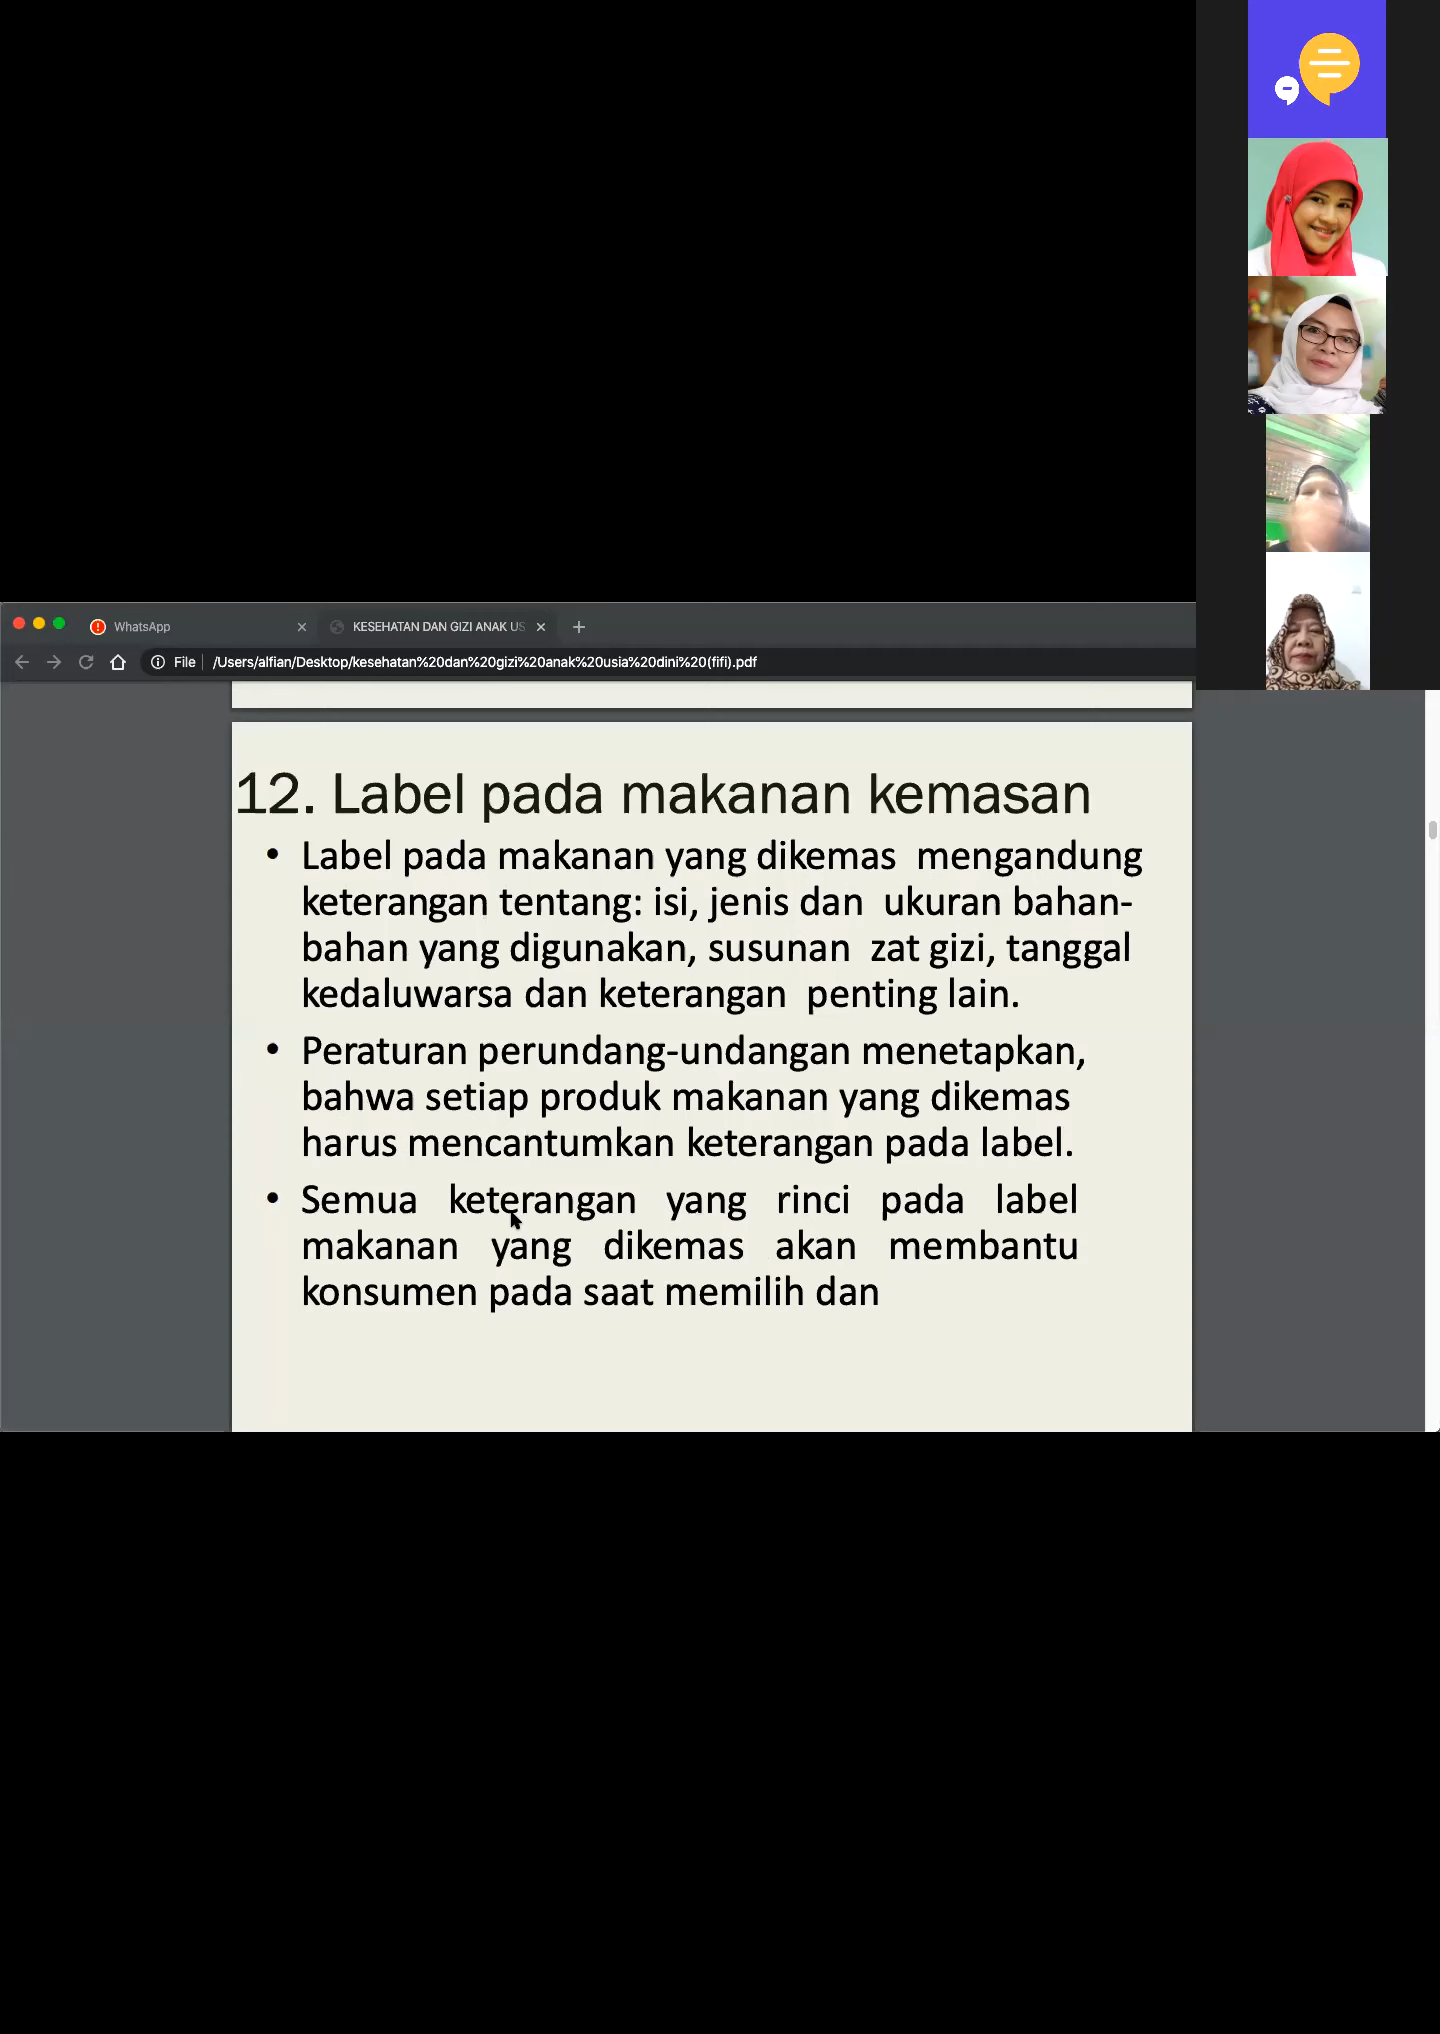 WhatsApp
KESEHATAN DAN GIZI ANAK US
File
/Users/alfian/Desktop/kesehatan%20dan%20gizi%20anak%20usia%20dini%20(fifi).pdf
12. Label pada makanan kemasan
• Label pada makanan yang dikemas mengandung
keterangan tentang: isi, jenis dan ukuran bahan-
bahan yang digunakan, susunan zat gizi, tanggal
kedaluwarsa dan keterangan penting lain.
• Peraturan perundang-undangan menetapkan,
bahwa setiap produk makanan yang dikemas
harus mencantumkan keterangan pada label.
• Semua keterangan yang rinci pada label
makanan yang dikemas akan membantu
konsumen pada saat memilih dan